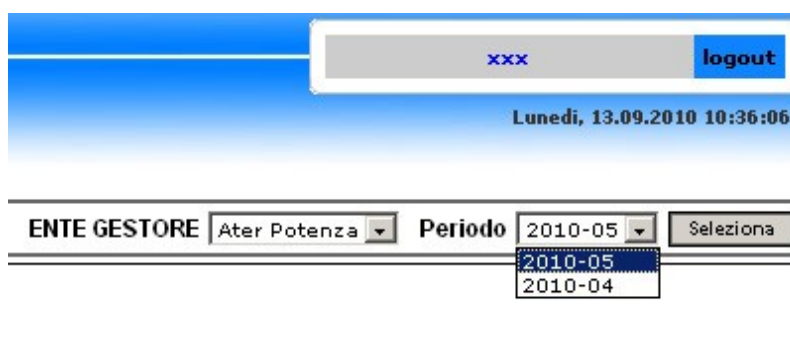 xxx logout
Lunedi, 13.09.2010 10:36:06
ENTE GESTORE Ater Potenza Periodo 2010-05 Seleziona
2010-05
2010-04